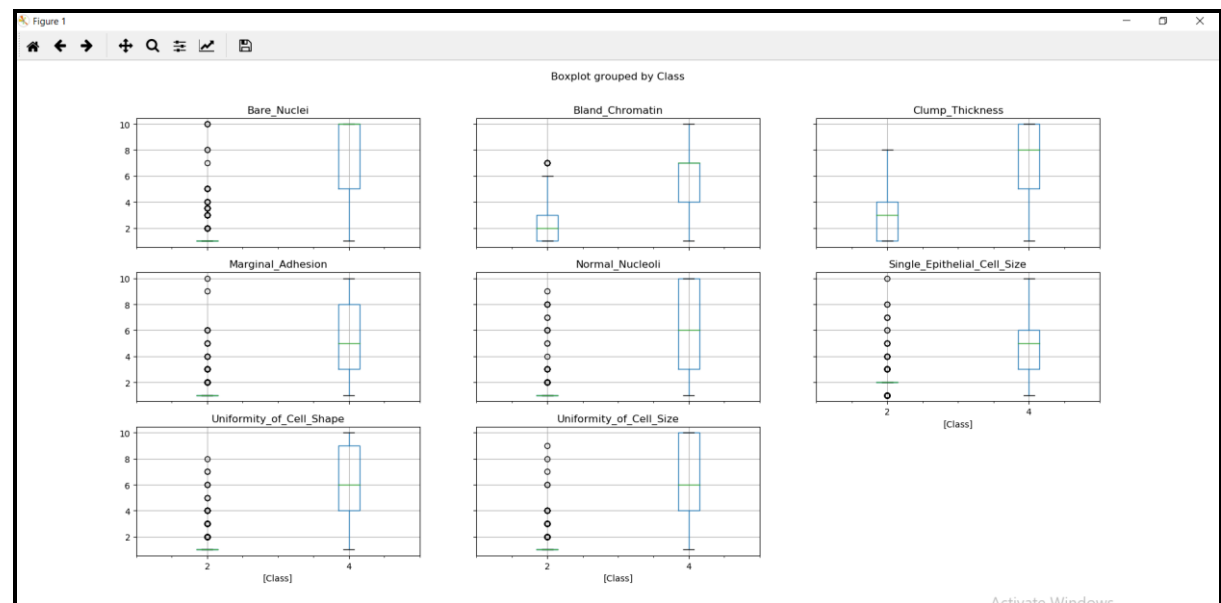 Figure 1
Boxplot grouped by Class
Bare_Nuclei
10
8
6
4
2
Bland_Chromatin
Clump_Thickness
Marginal_Adhesion
10
8
6
4
2
Normal_Nucleoli
Single_Epithelial_Cell_Size
2 4
[Class]
Uniformity_of_Cell_Shape
10
8
6
4
2
2 4
[Class]
Uniformity_of_Cell_Size
2 4
[Class]
Activate Windows